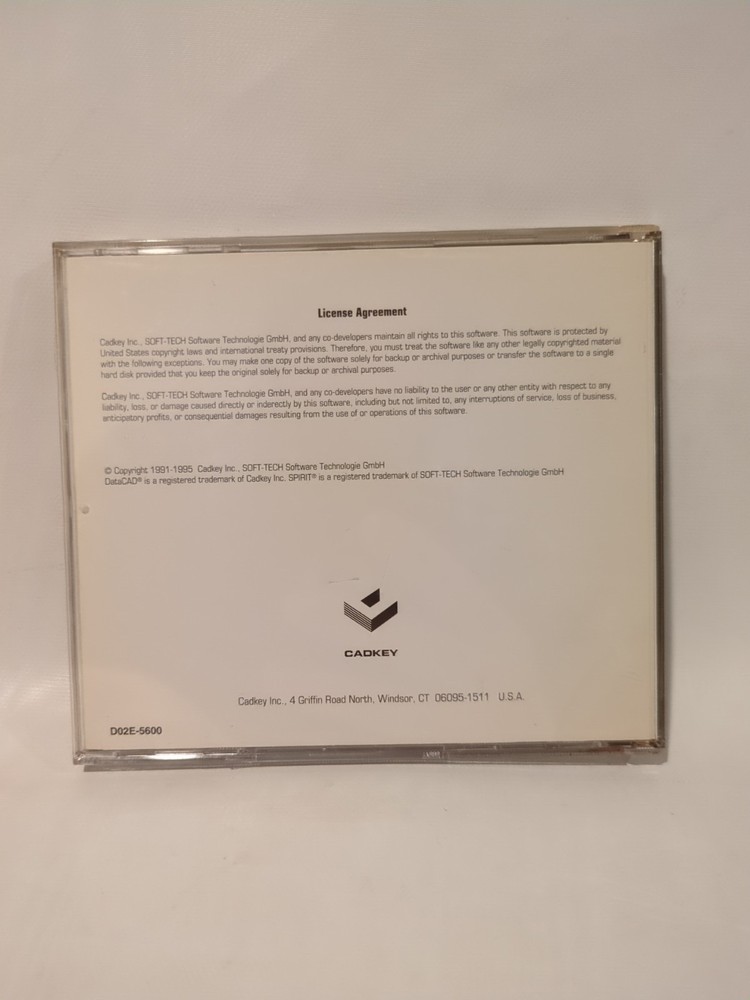 License Agreement
Cadkey Inc., SOFT-TECH Software Technologie GmbH, and any co-developers maintain all rights to this software. This software is protected by
United States copyright laws and international treaty provisions. Therefore, you must treat the software like any other legally copyrighted material
with the following exceptions. You may make one copy of the software solely for backup or archival purposes or transfer the software to a single
hard disk provided that you keep the original solely for backup or archival purposes.
Cadkey Inc., SOFT-TECH Software Technologie GmbH, and any co-developers have no liability to the user or any other entity with respect to any
liability, loss, or damage caused directly or inderectly by this software, including but not limited to, any interruptions of service, loss of business,
anticipatory profits, or consequential damages resulting from the use of or operations of this software.
© Copyright 1991-1995 Cadkey Inc., SOFT-TECH Software Technologie GmbH
DataCAD® is a registered trademark of Cadkey Inc. SPIRIT® is a registered trademark of SOFT-TECH Software Technologie GmbH
CADKEY
Cadkey Inc., 4 Griffin Road North, Windsor, CT 06095-1511 U.S.A.
D02E-5600